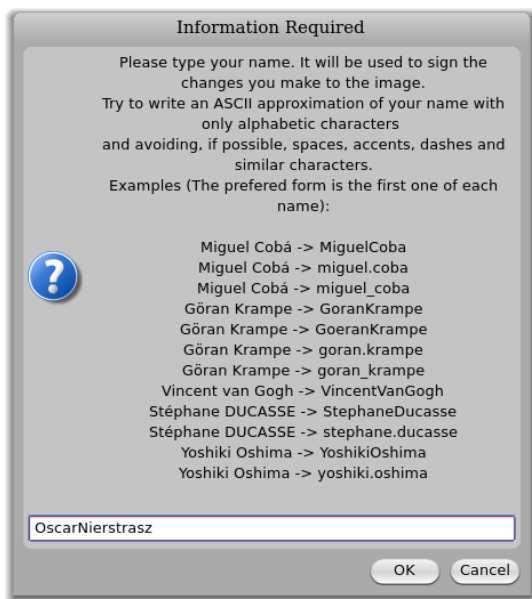 Information Required
Please type your name. It will be used to sign the
changes you make to the image.
Try to write an ASCII approximation of your name with
only alphabetic characters
and avoiding, if possible, spaces, accents, dashes and
similar characters.
Examples (The prefered form is the first one of each
name):
Miguel Cobá -> MiguelCoba
Miguel Cobá -> miguel.coba
Miguel Cobá -> miguel_coba
Göran Krampe -> GoranKrampe
Göran Krampe -> GoeranKrampe
Göran Krampe -> goran.krampe
Göran Krampe -> goran_krampe
Vincent van Gogh -> VincentVanGogh
Stéphane DUCASSE -> StephaneDucasse
Stéphane DUCASSE -> stephane.ducasse
Yoshiki Oshima -> YoshikiOshima
Yoshiki Oshima -> yoshiki.oshima
OscarNierstrasz
OK Cancel